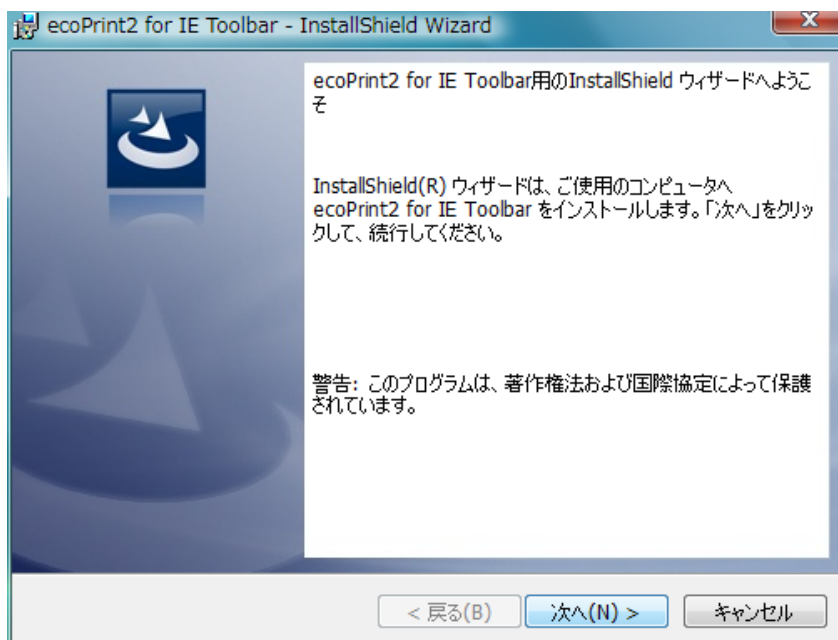 ecoPrint2 for IE Toolbar - InstallShield Wizard
ecoPrint2 for IE Toolbar用のInstallShield ウィザードへようこ
そ
InstallShield(R) ウィザードは、ご使用のコンピュータへ
ecoPrint2 for IE Toolbar をインストールします。「次へ」をクリッ
クして、続行してください。
警告: このプログラムは、著作権法および国際協定によって保護
されています。
< 戻る(B) 次へ(N) > キャンセル